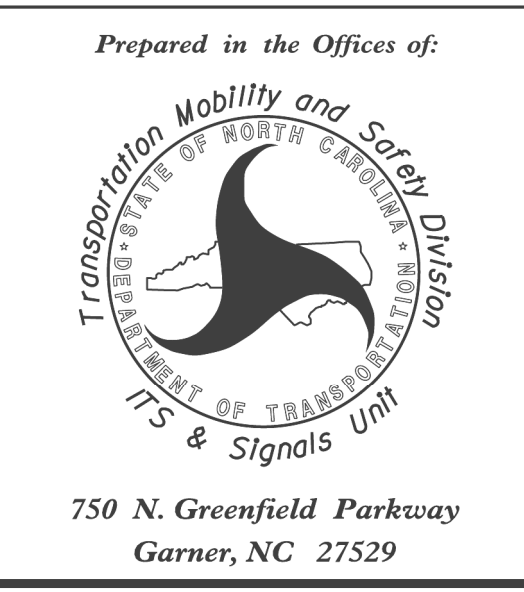 Prepared in the Offices of:
Transportation Mobility and Safety Division
STATE OF NORTH CAROLINA
DEPARTMENT OF TRANSPORTATION
ITS & Signals Unit
750 N. Greenfield Parkway
Garner, NC 27529